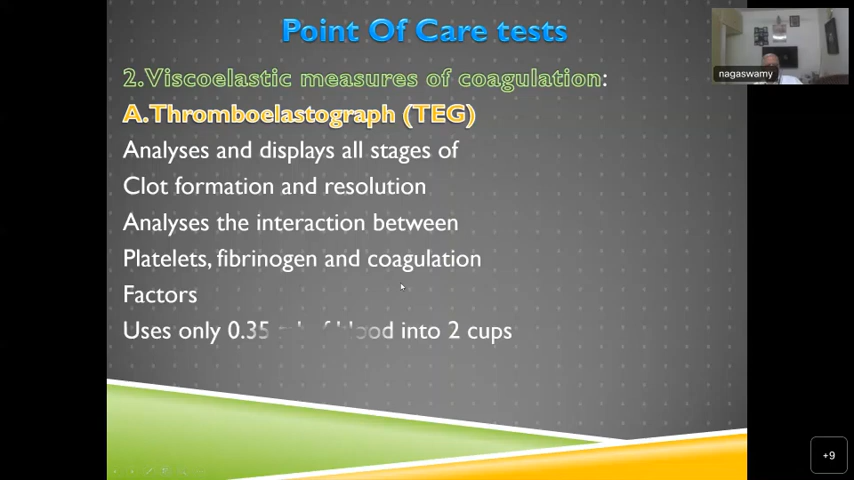 Point Of Care tests
nagaswamy
2.Viscoelastic measures of coagulation:
A.Thromboelastograph (TEG)
Analyses and displays all stages of
Clot formation and resolution
Analyses the interaction between
Platelets, fibrinogen and coagulation
Factors
Uses only 0.35 blood into 2 cups
+9